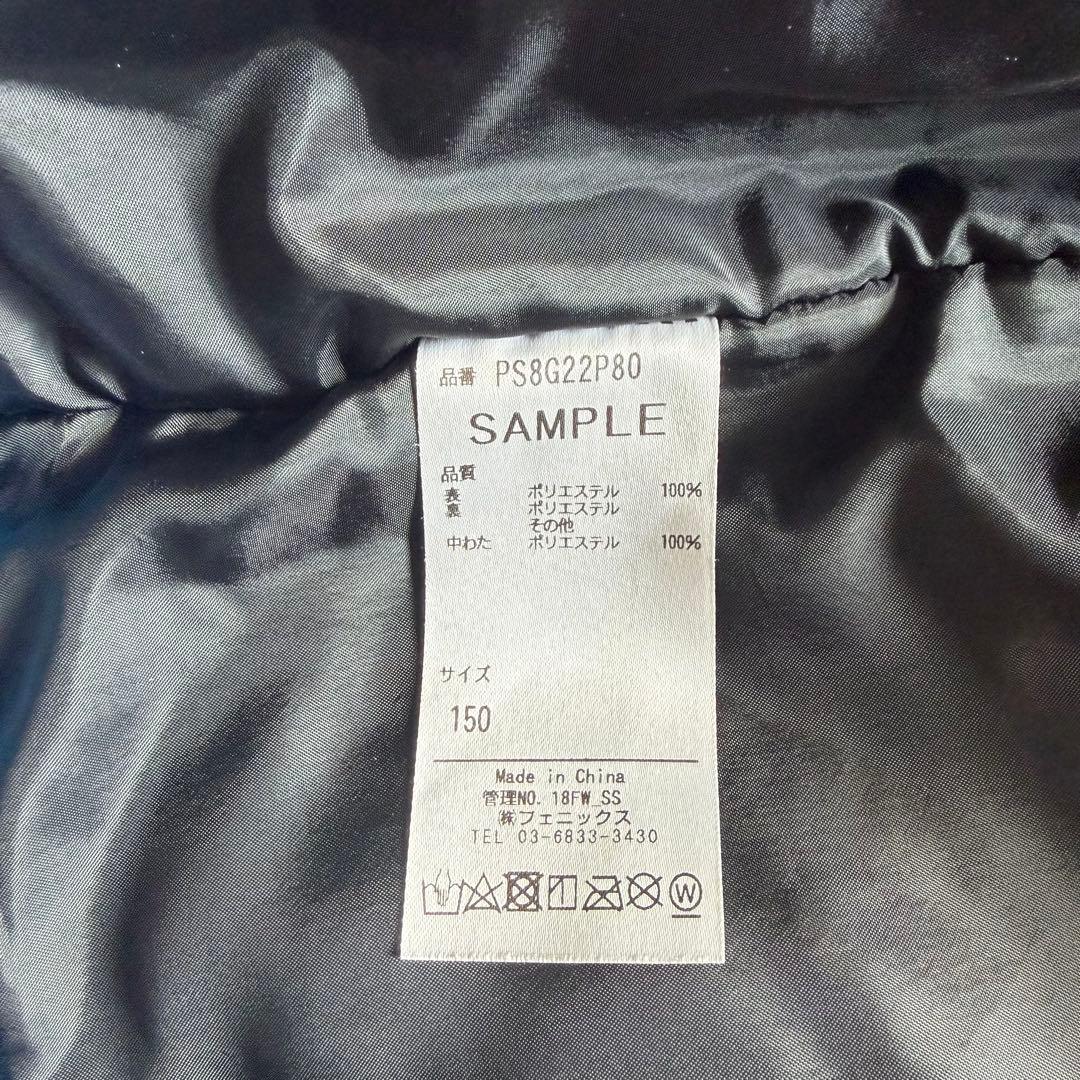 品番 PS8G22P80
SAMPLE
品質
表 ポリエステル 100%
裏 ポリエステル
その他
中わた ポリエステル 100%
サイズ
150
Made in China
管理NO. 18FW_SS
㈱フェニックス
TEL 03-6833-3430
W